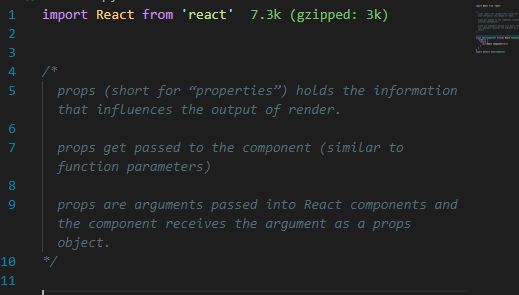 1 import React from 'react' 7.3k (gzipped: 3k)
2
3
4 /*
5 props (short for “properties”) holds the information
that influences the output of render.
6
7 props get passed to the component (similar to
function parameters)
8
9 props are arguments passed into React components and
the component receives the argument as a props
object.
10 */
11